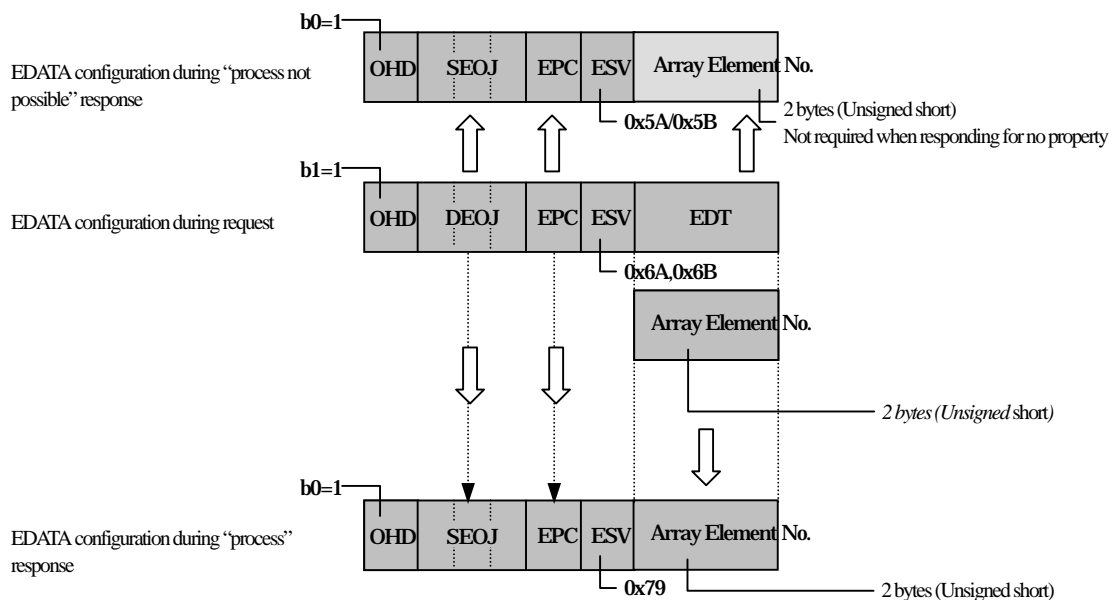 b0=1
EDATA configuration during “process not
possible” response
OHD SEOJ EPC ESV Array Element No.
0x5A/0x5B
2 bytes (Unsigned short)
Not required when responding for no property
b1=1
EDATA configuration during request
OHD DEOJ EPC ESV EDT
0x6A,0x6B
Array Element No.
2 bytes (Unsigned short)
b0=1
EDATA configuration during “process”
response
OHD SEOJ EPC ESV Array Element No.
0x79
2 bytes (Unsigned short)